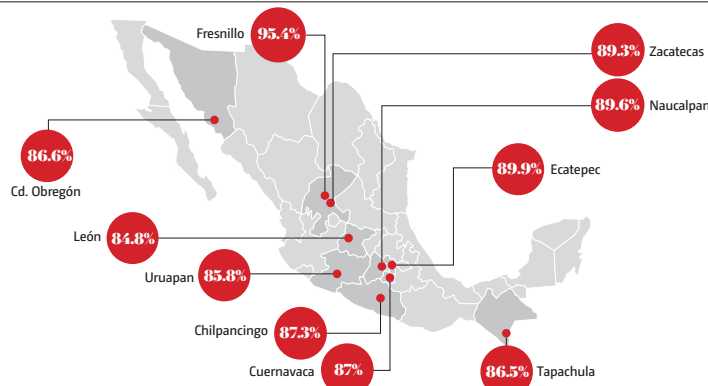 Fresnillo 95.4%
89.3% Zacatecas
89.6% Naucalpan
86.6%
Cd. Obregón
89.9% Ecatepec
León 84.8%
Uruapan 85.8%
Chilpancingo 87.3%
Cuernavaca 87%
86.5% Tapachula